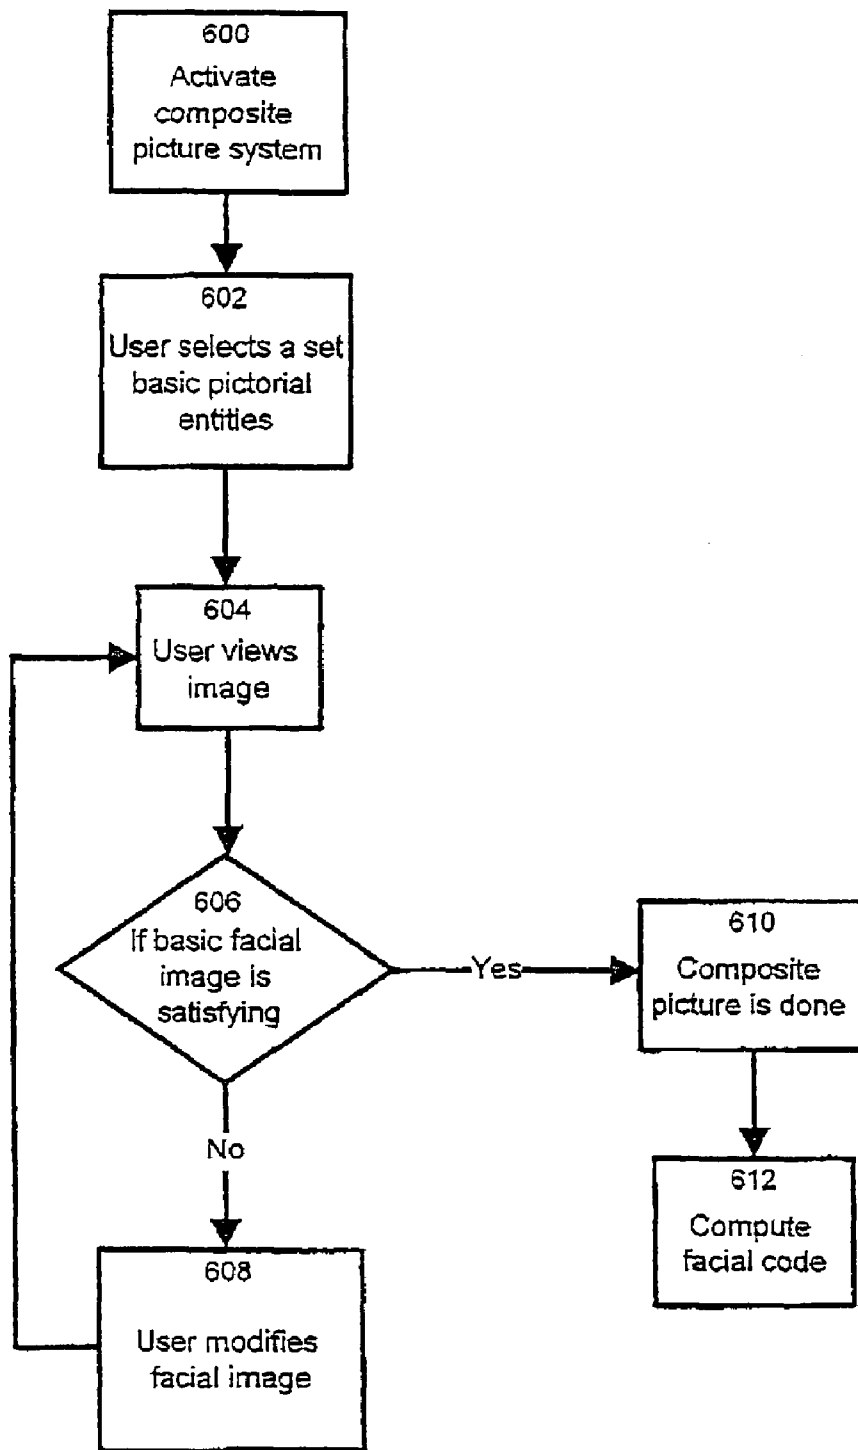 600
Activate
composite
picture system
602
User selects a set
basic pictorial
entities
604
User views
image
606
If basic facial
image is
satisfying
Yes
610
Composite
picture is done
612
Compute
facial code
No
608
User modifies
facial image